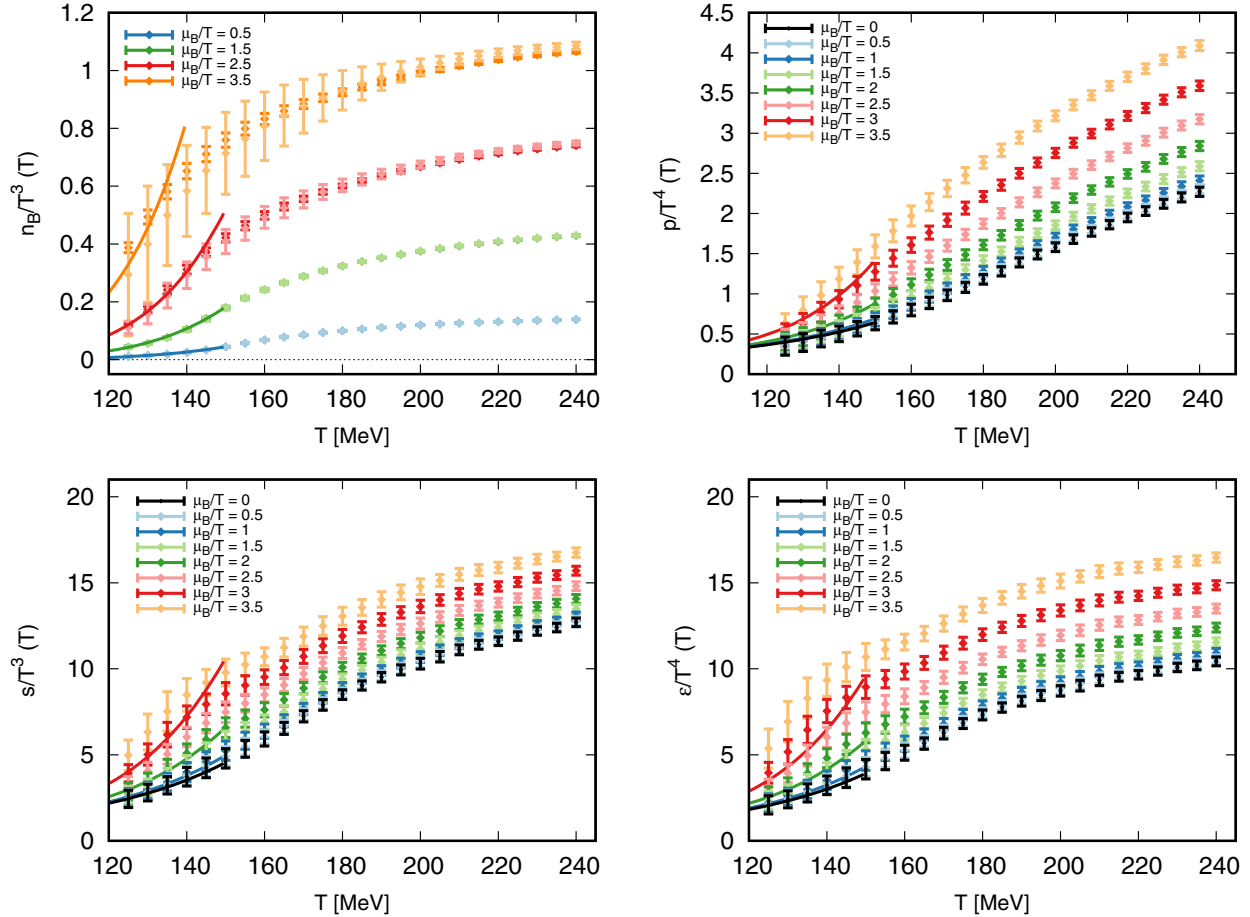 n_B/T^3 (T)
1.2
1
0.8
0.6
0.4
0.2
0
μ_B/T = 0.5
μ_B/T = 1.5
μ_B/T = 2.5
μ_B/T = 3.5
120 140 160 180 200 220 240
T [MeV]
p/T^4 (T)
4.5
4
3.5
3
2.5
2
1.5
1
0.5
0
μ_B/T = 0
μ_B/T = 0.5
μ_B/T = 1
μ_B/T = 1.5
μ_B/T = 2
μ_B/T = 2.5
μ_B/T = 3
μ_B/T = 3.5
120 140 160 180 200 220 240
T [MeV]
s/T^3 (T)
20
15
10
5
0
μ_B/T = 0
μ_B/T = 0.5
μ_B/T = 1
μ_B/T = 1.5
μ_B/T = 2
μ_B/T = 2.5
μ_B/T = 3
μ_B/T = 3.5
120 140 160 180 200 220 240
T [MeV]
ε/T^4 (T)
20
15
10
5
0
μ_B/T = 0
μ_B/T = 0.5
μ_B/T = 1
μ_B/T = 1.5
μ_B/T = 2
μ_B/T = 2.5
μ_B/T = 3
μ_B/T = 3.5
120 140 160 180 200 220 240
T [MeV]